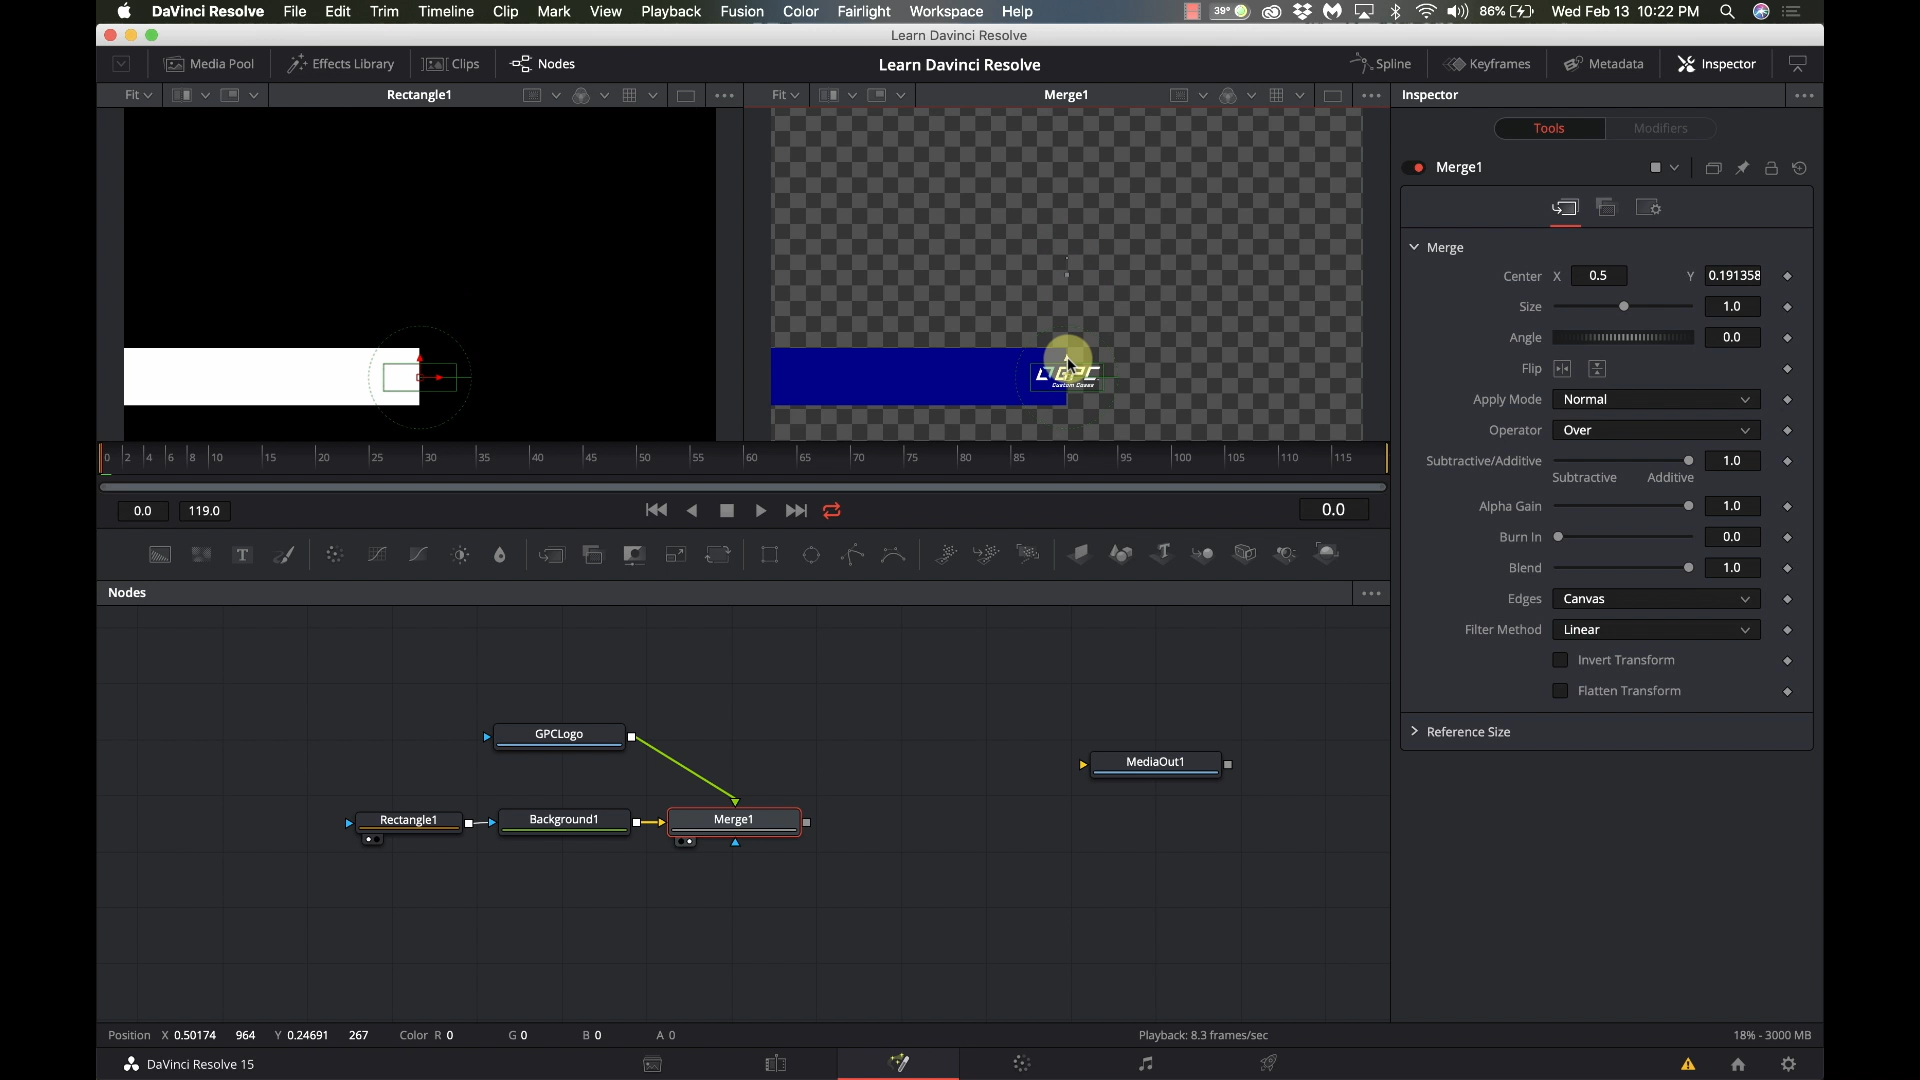 DaVinci Resolve File Edit Trim Timeline Clip Mark View Playback Fusion Color Fairlight Workspace Help 39° 86% Wed Feb 13 10:22 PM
Learn Davinci Resolve
Media Pool Effects Library Clips Nodes Learn Davinci Resolve Spline Keyframes Metadata Inspector
Fit Rectangle1 Fit Merge1 Inspector
Tools Modifiers
Merge1
Merge
Center X 0.5 Y 0.191358
Size 1.0
Angle 0.0
Flip
GPC
Custom Cases
Apply Mode Normal
Operator Over
Subtractive/Additive 1.0
Subtractive Additive
0 2 4 6 8 10 15 20 25 30 35 40 45 50 55 60 65 70 75 80 85 90 95 100 105 110 115
0.0 119.0 0.0
Alpha Gain 1.0
Burn In 0.0
Blend 1.0
Nodes
Edges Canvas
Filter Method Linear
Invert Transform
Flatten Transform
Reference Size
GPCLogo
MediaOut1
Rectangle1 Background1 Merge1
Position X 0.50174 964 Y 0.24691 267 Color R 0 G 0 B 0 A 0 Playback: 8.3 frames/sec 18% - 3000 MB
DaVinci Resolve 15